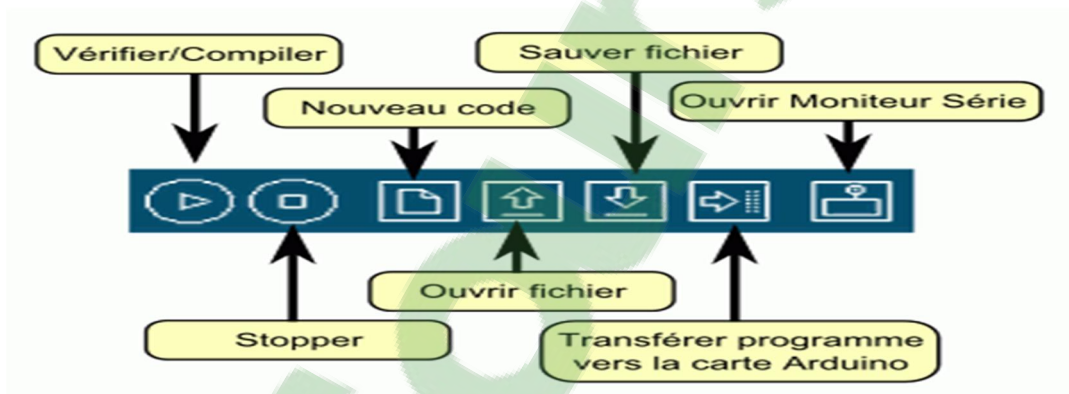 Vérifier/Compiler
Sauver fichier
Nouveau code
Ouvrir Moniteur Série
Ouvrir fichier
Stopper
Transférer programme
vers la carte Arduino